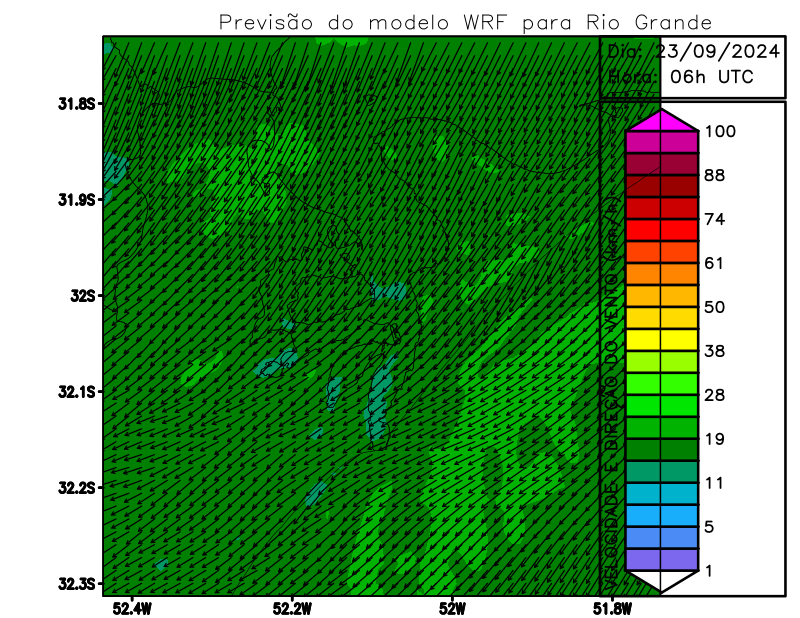 Previsão do modelo WRF para Rio Grande
Dia: 23/09/2024
Hora: 06h UTC
31.8S
31.9S
32S
32.1S
32.2S
32.3S
52.4W
52.2W
52W
51.8W
VELOCIDADE E DIREÇÃO DO VENTO (km/h)
100
88
74
61
50
38
28
19
11
5
1